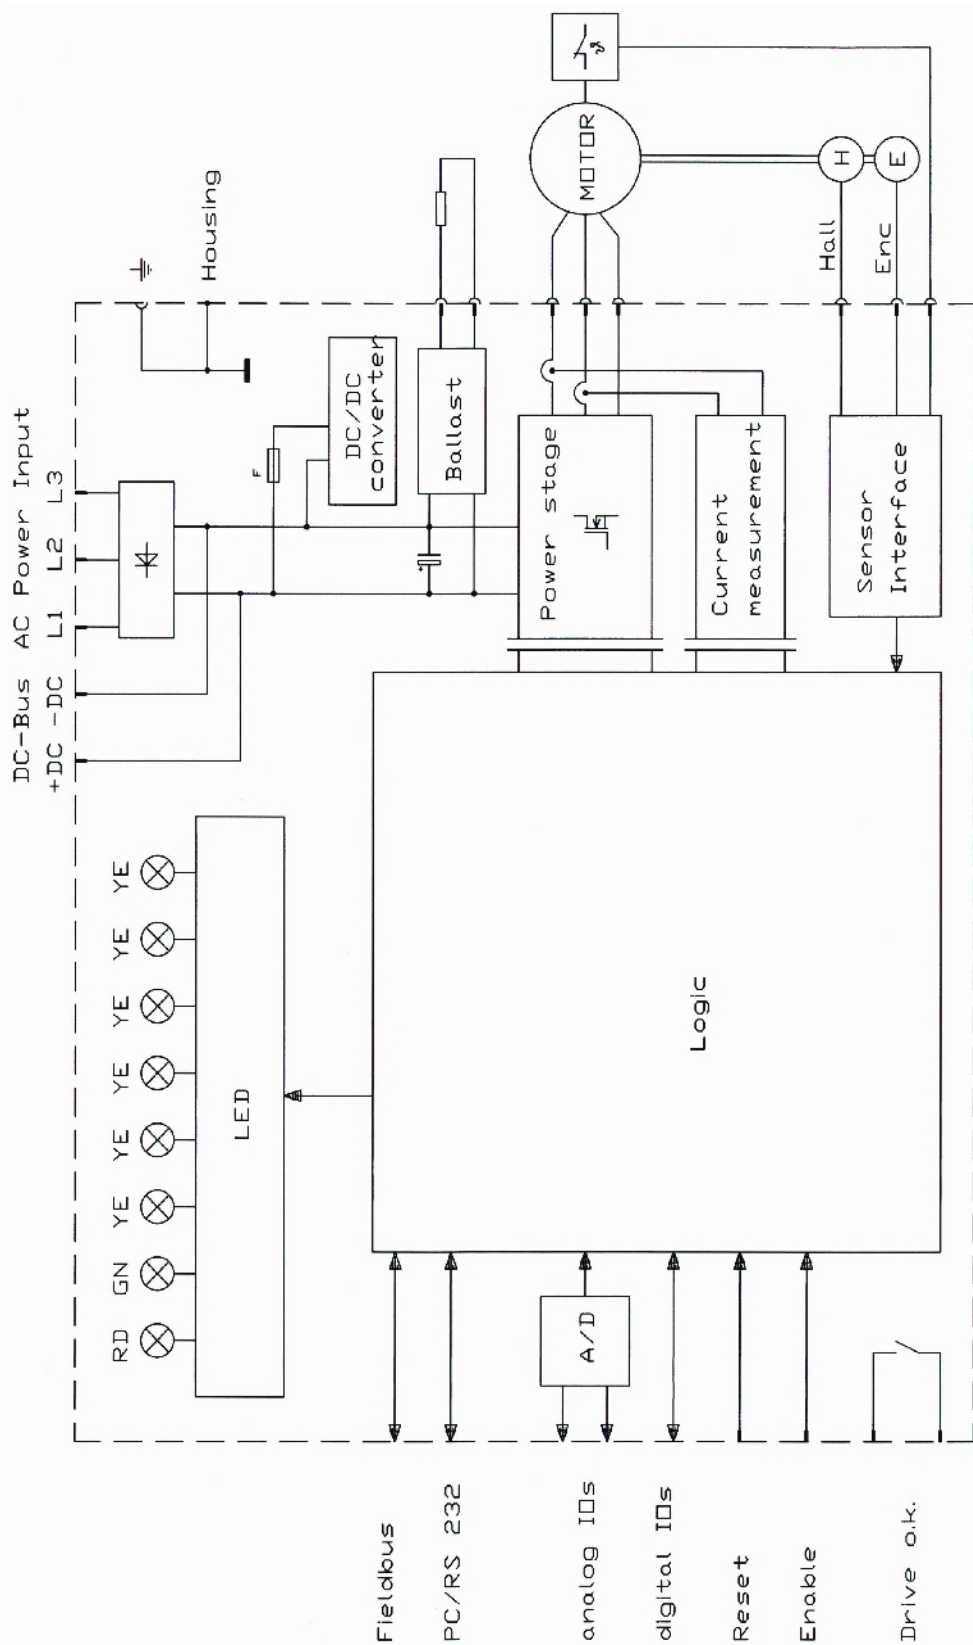 DC-Bus AC Power Input
+DC -DC L1 L2 L3
RD GN YE YE YE YE YE YE
Housing
LED
F
DC/DC
converter
Fieldbus
PC/RS 232
Ballast
Power stage
MOTOR
ϑ
analog IOs
A/D
digital IOs
Logic
Current
measurement
Reset
Enable
Hall
H
Sensor
Interface
Enc
E
Drive o.k.